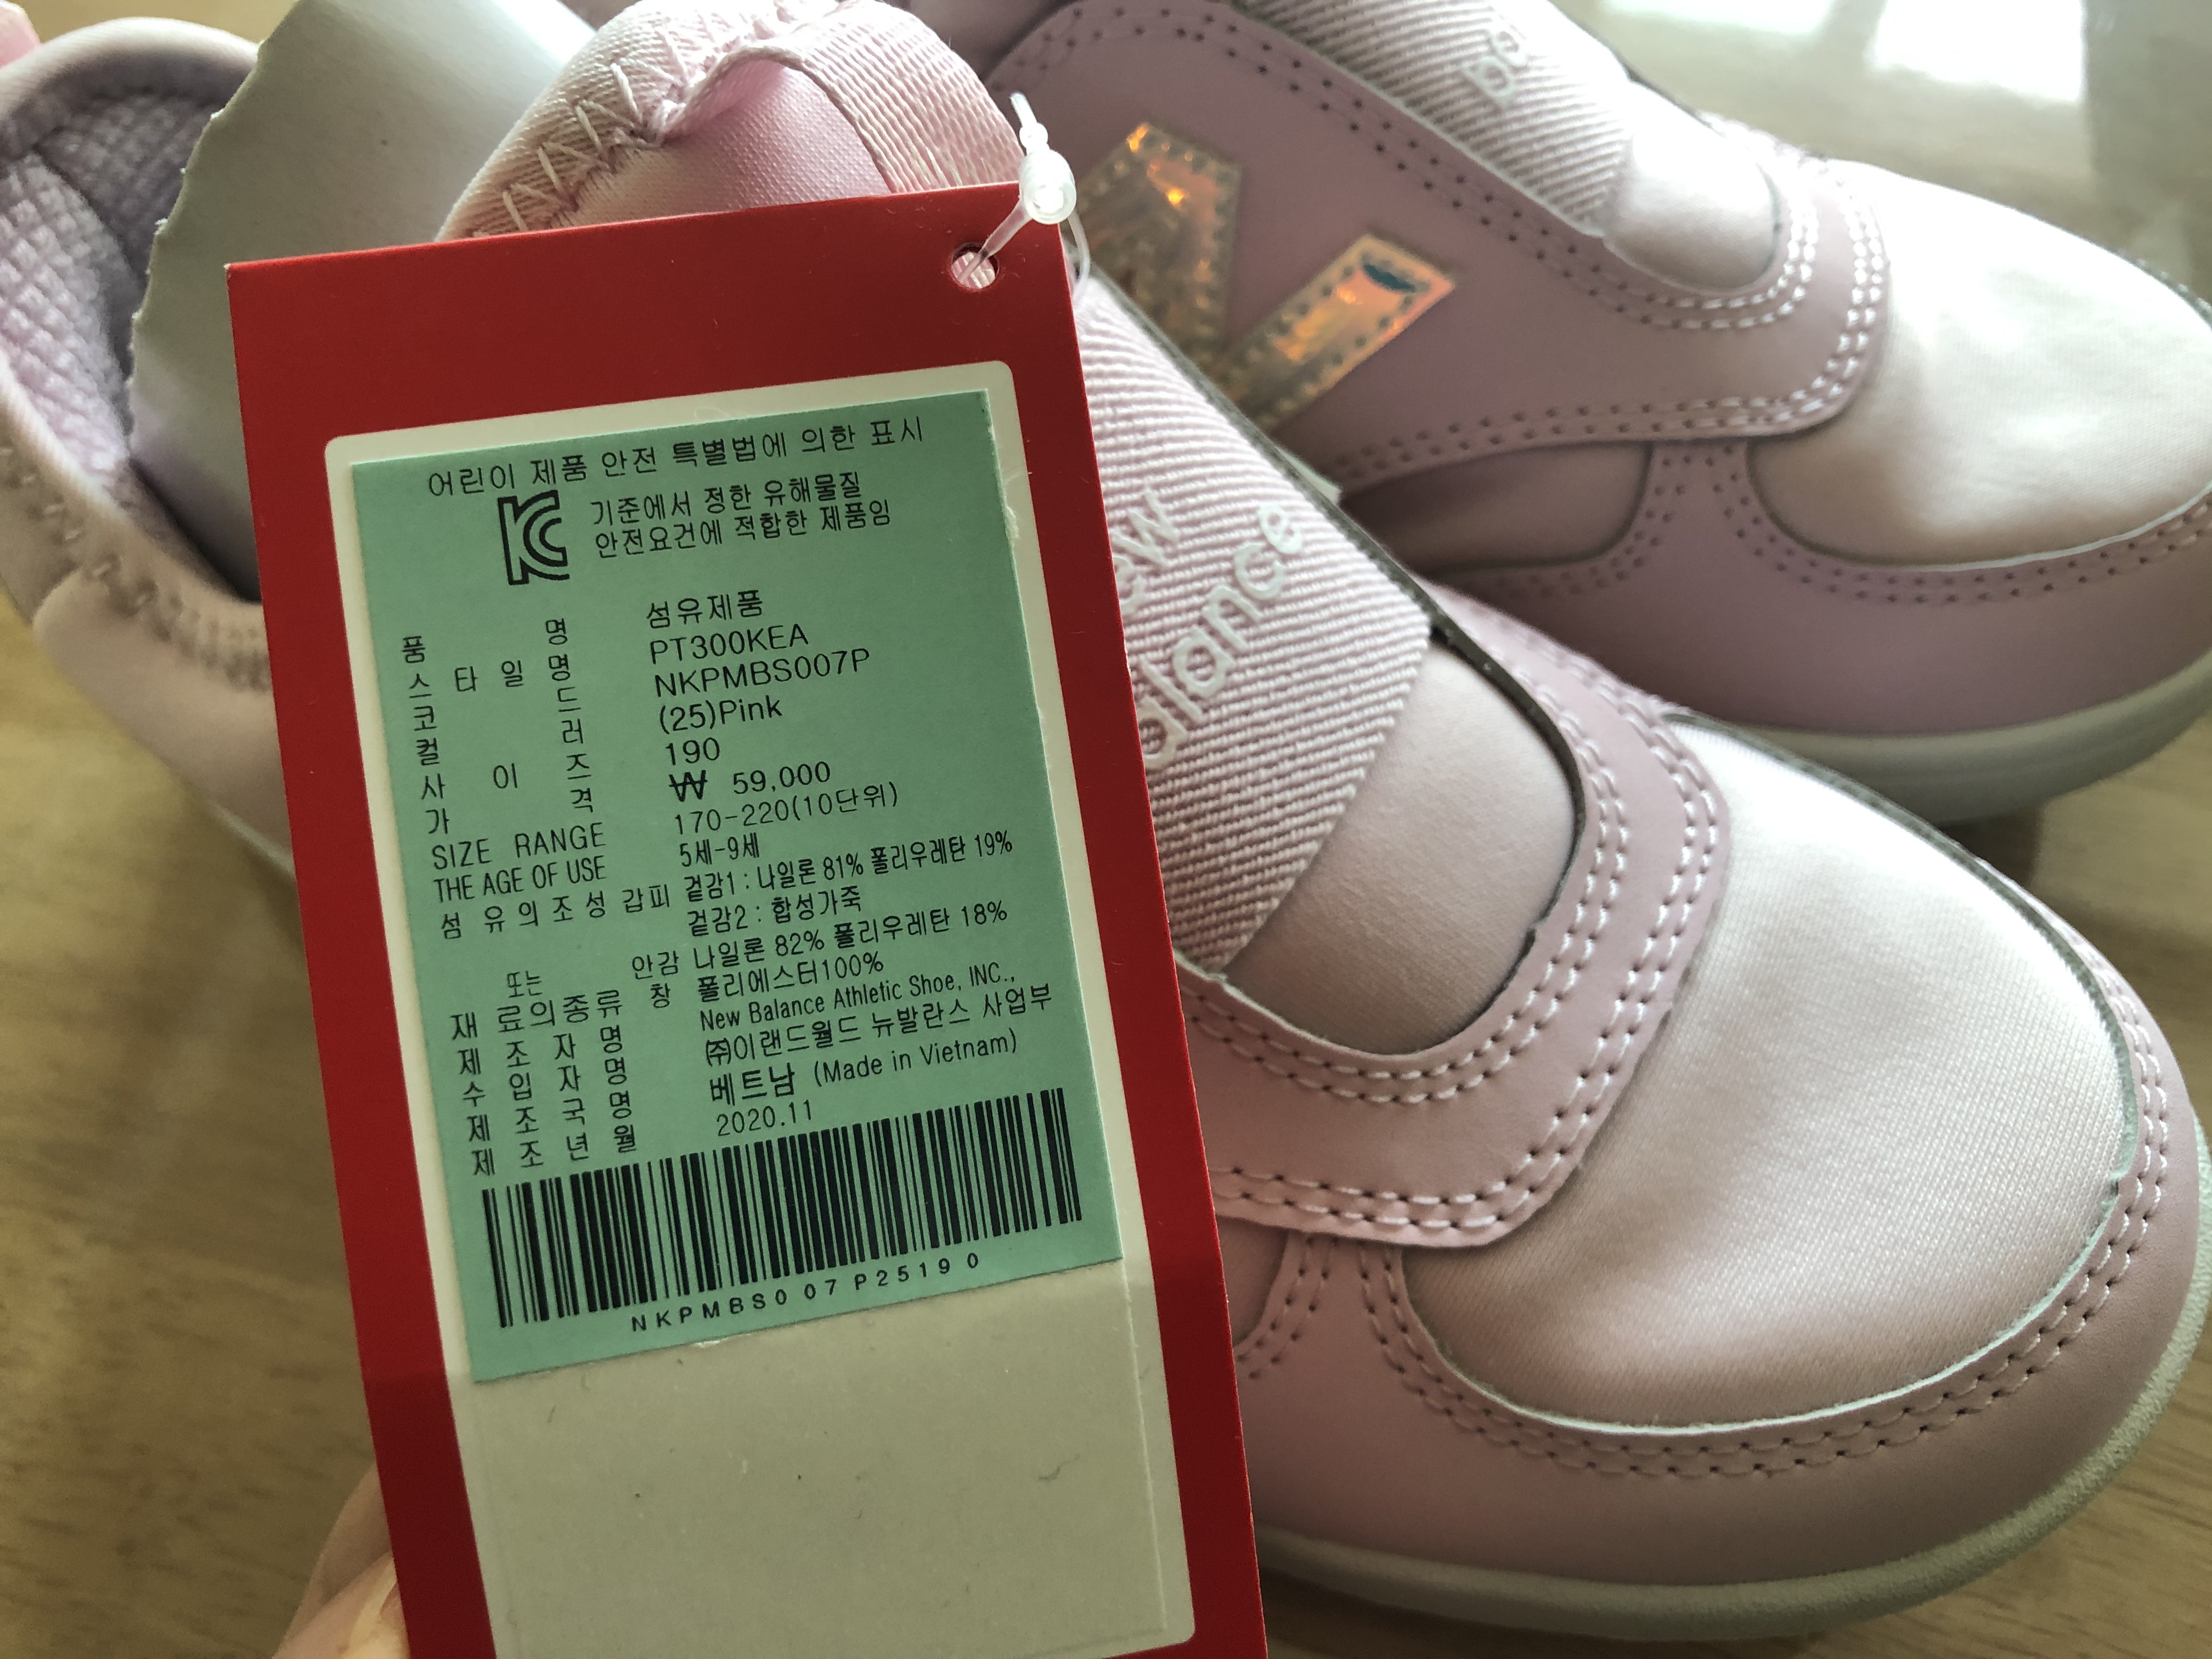 어린이 제품 안전 특별법에 의한 표시
기준에서 정한 유해물질
안전요건에 적합한 제품임
품 명 섬유제품
스 타 일 명 PT300KEA
코 드 NKPMBS007P
컬 러 (25)Pink
사 이 즈 190
가 격 ₩ 59,000
SIZE RANGE 170-220(10단위)
THE AGE OF USE 5세-9세
섬 유의조성 갑피 겉감1 : 나일론 81% 폴리우레탄 19%
겉감2 : 합성가죽
또는 안감 나일론 82% 폴리우레탄 18%
재 료의종류 창 폴리에스터100%
제 조 자 명 New Balance Athletic Shoe, INC.,
수 입 자 명 ㈜이랜드월드 뉴발란스 사업부
제 조 국 명 베트남 (Made in Vietnam)
제 조 년 월 2020.11
NKPMBS0 07 P2519 0
balance